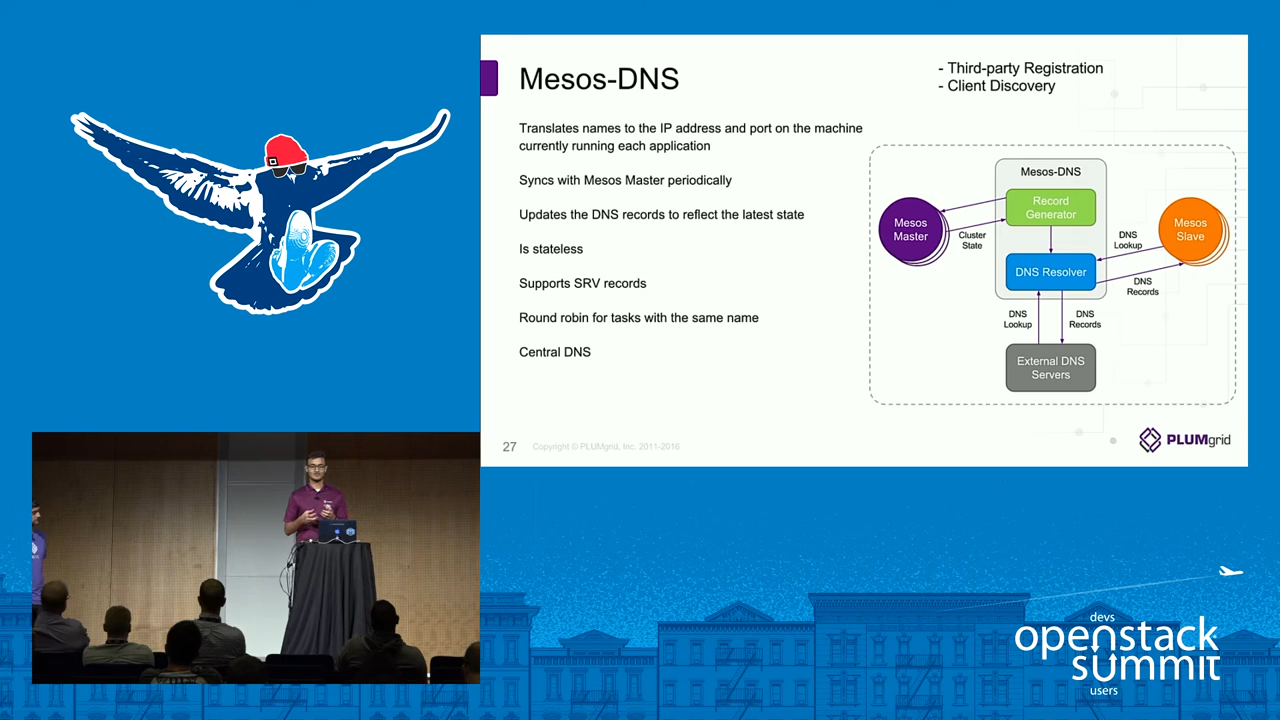 Mesos-DNS
- Third-party Registration
- Client Discovery
Translates names to the IP address and port on the machine
currently running each application
Syncs with Mesos Master periodically
Updates the DNS records to reflect the latest state
Is stateless
Supports SRV records
Round robin for tasks with the same name
Central DNS
Mesos-DNS
Record
Generator
Mesos
Master
Cluster
State
DNS
Lookup
Mesos
Slave
DNS Resolver
DNS
Records
DNS
Lookup
DNS
Records
External DNS
Servers
27
Copyright © PLUMgrid, Inc. 2011-2016
PLUMgrid
devs
openstack
summit
users